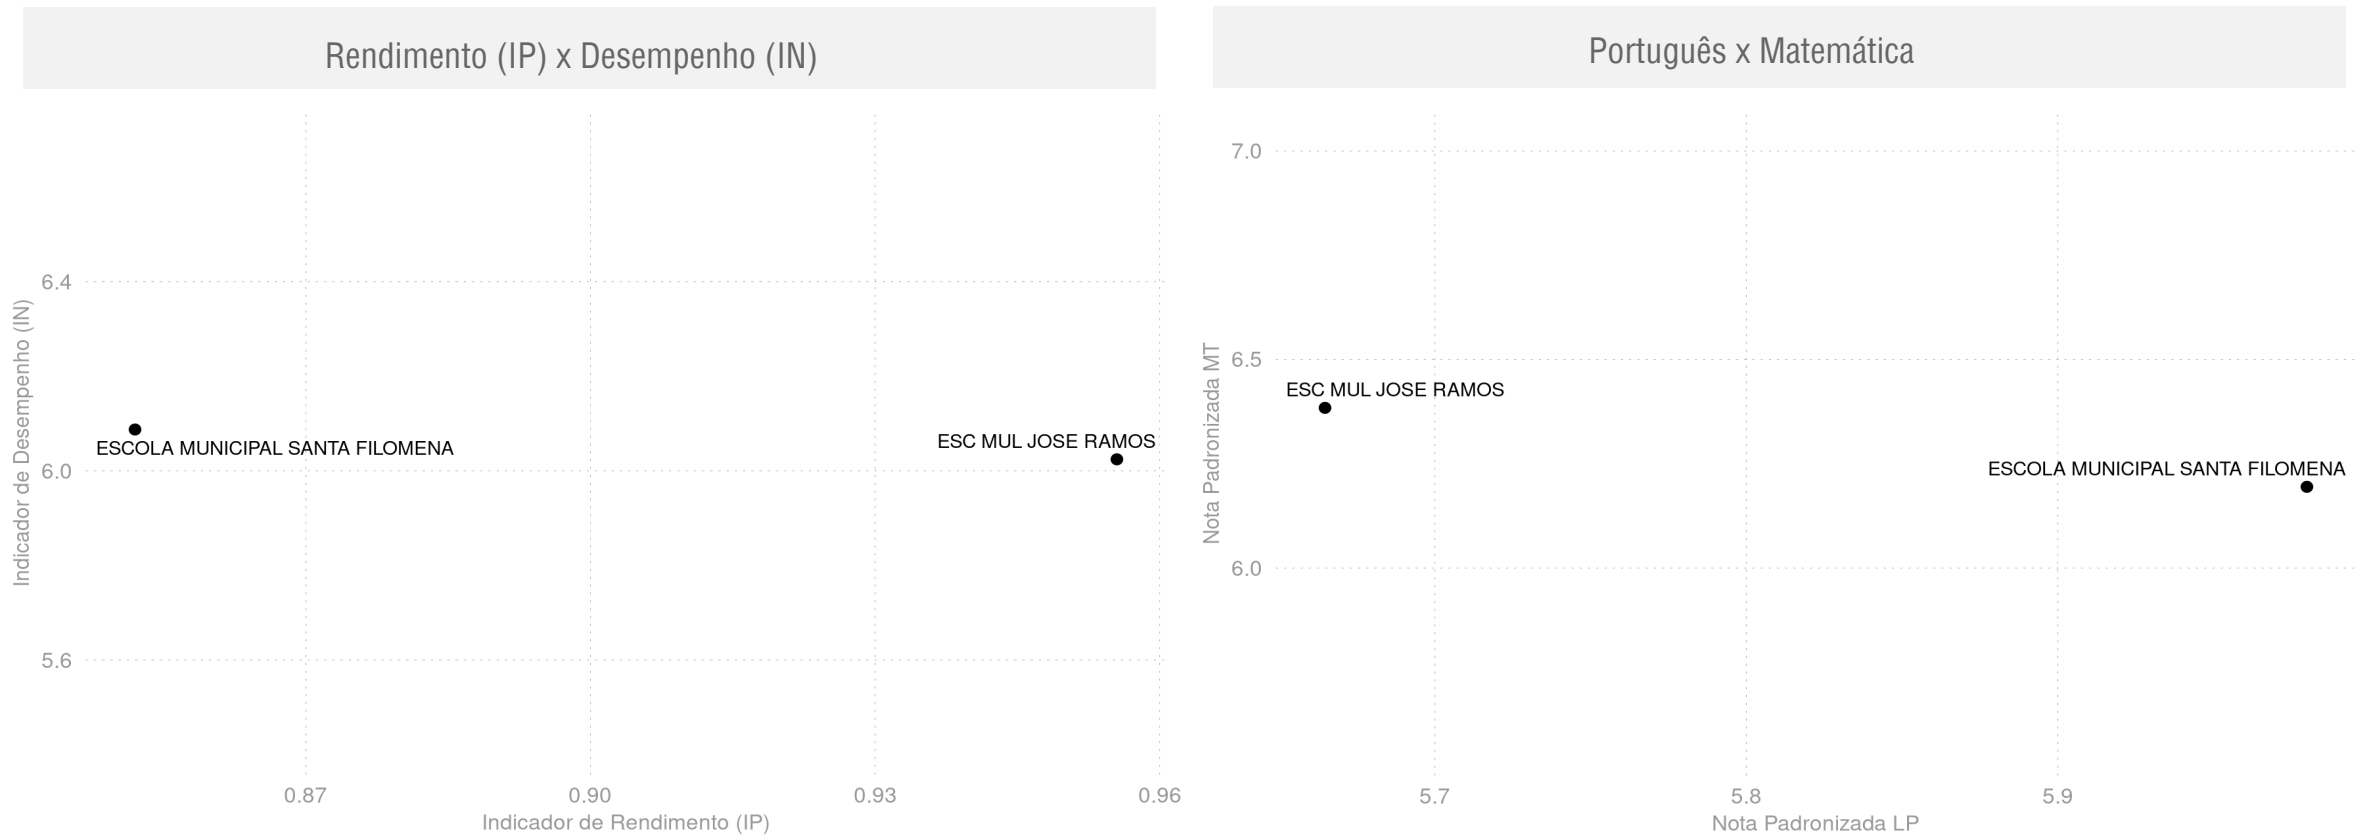 Rendimento (IP) x Desempenho (IN)
Indicador de Desempenho (IN)
6.4
6.0
5.6
ESCOLA MUNICIPAL SANTA FILOMENA
ESC MUL JOSE RAMOS
0.87
0.90
0.93
0.96
Indicador de Rendimento (IP)
Português x Matemática
Nota Padronizada MT
7.0
6.5
6.0
ESC MUL JOSE RAMOS
ESCOLA MUNICIPAL SANTA FILOMENA
5.7
5.8
5.9
Nota Padronizada LP